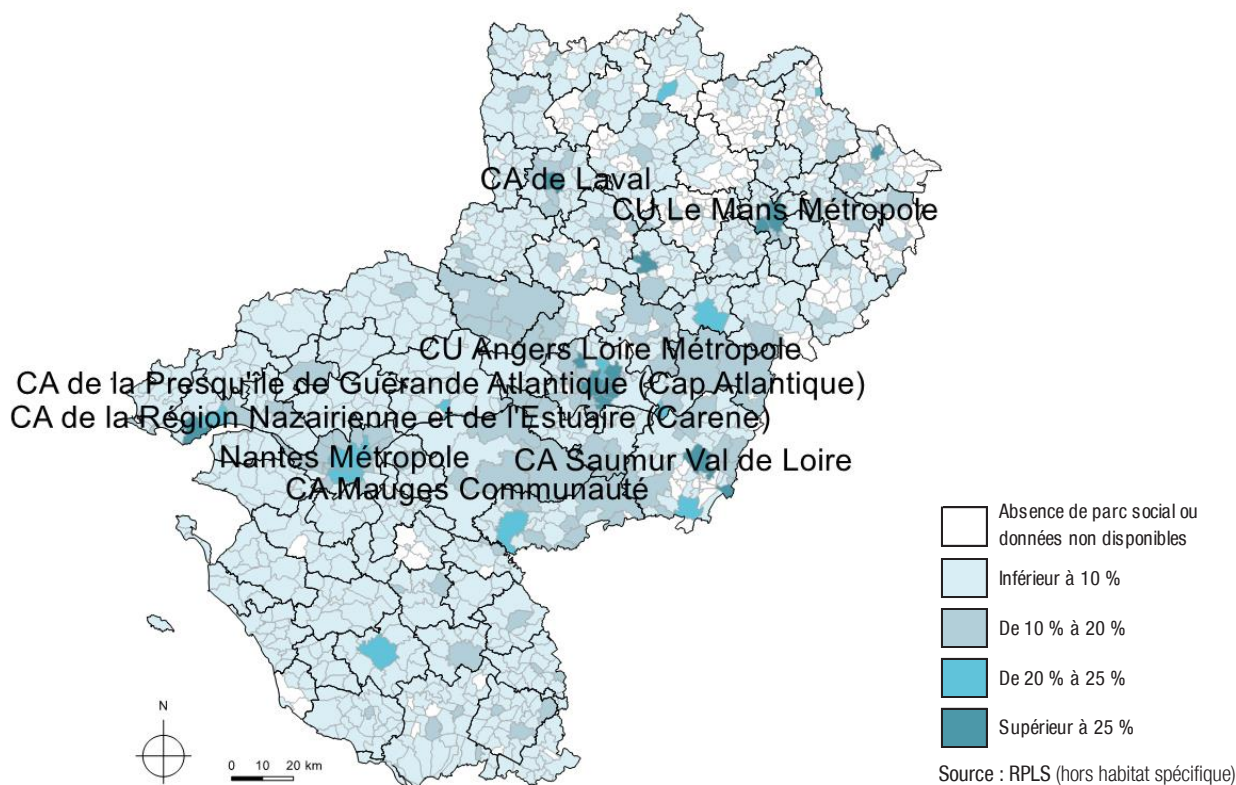 CA de Laval
CU Le Mans Métropole
CU Angers Loire Métropole
CA de la Presqu'île de Guérande Atlantique (Cap Atlantique)
CA de la Région Nazairienne et de l'Estuaire (Carene)
Nantes Métropole
CA Saumur Val de Loire
CA Mauges Communauté
Absence de parc social ou
données non disponibles
Inférieur à 10 %
De 10 % à 20 %
De 20 % à 25 %
Supérieur à 25 %
N
0 10 20 km
Source : RPLS (hors habitat spécifique)